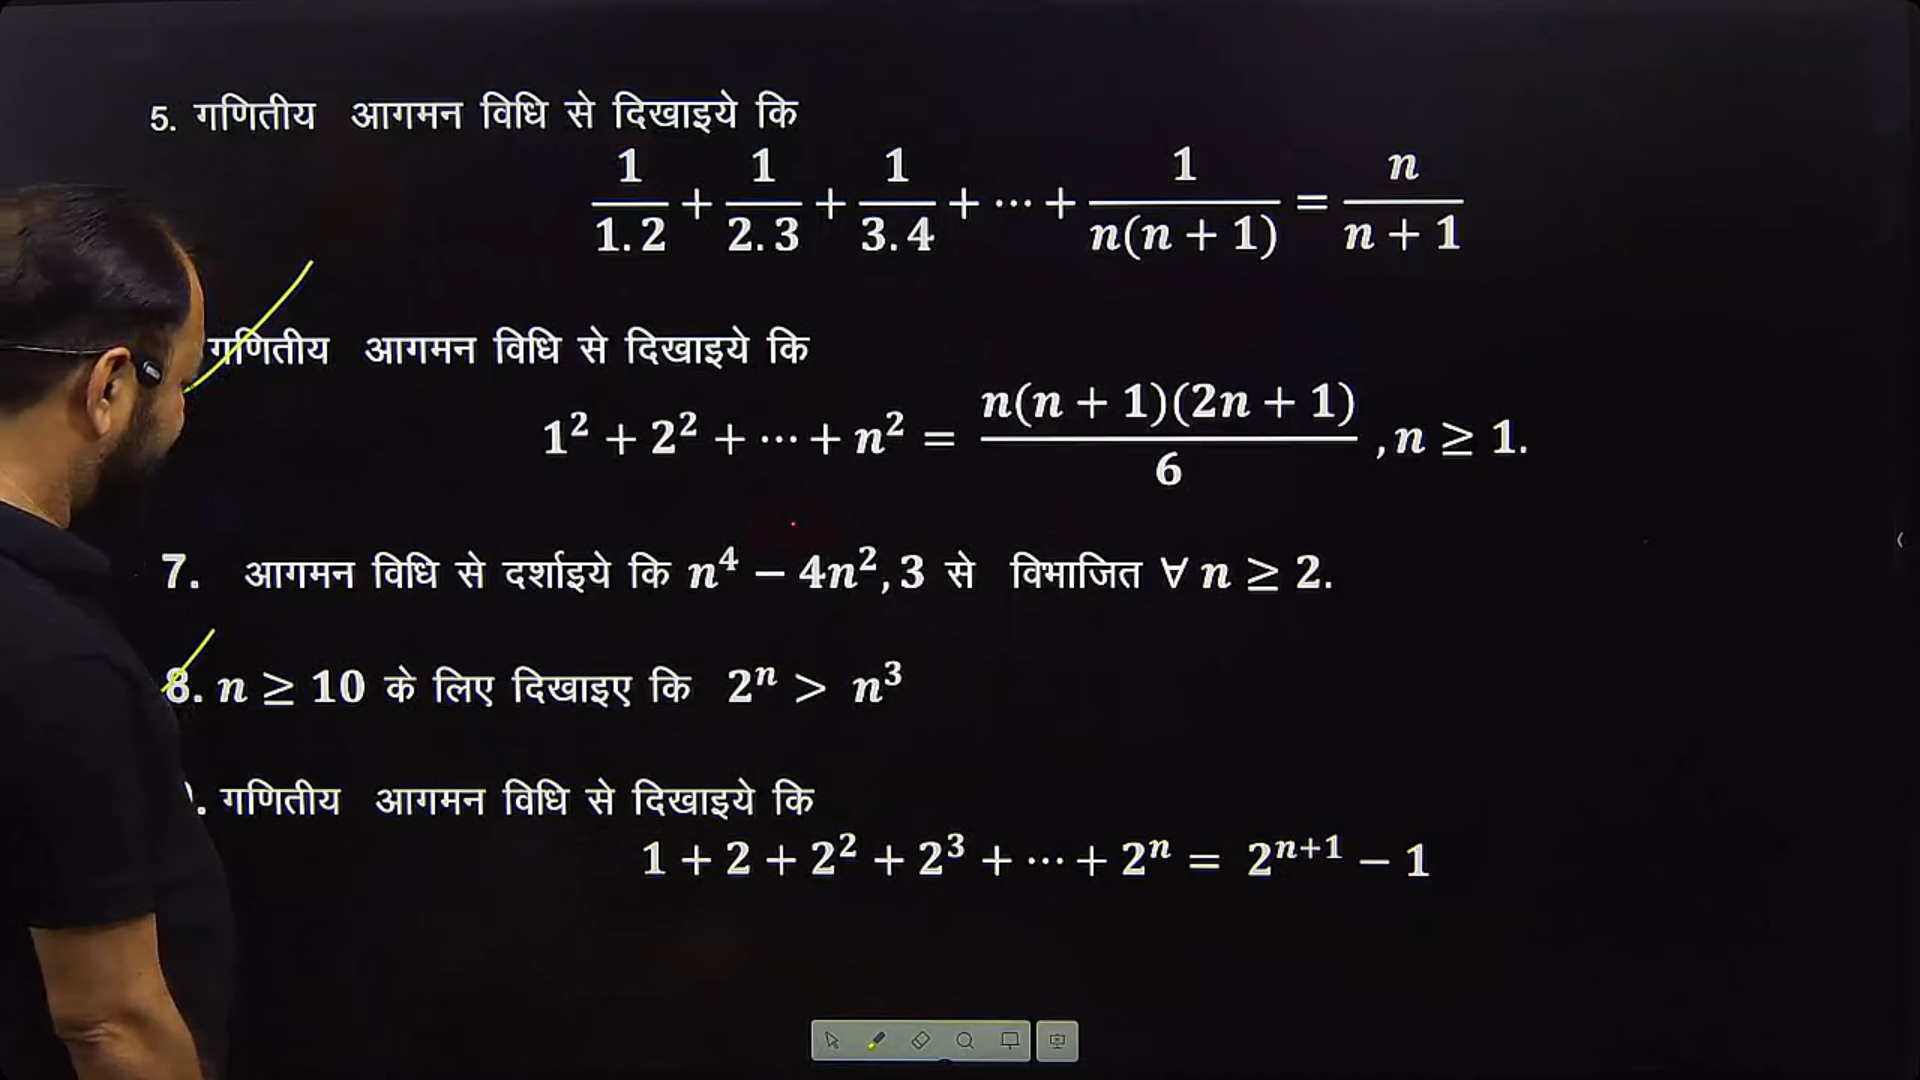 5. गणितीय आगमन विधि से दिखाइये कि
1/1.2 + 1/2.3 + 1/3.4 + ⋯ + 1/n(n + 1) = n/n + 1
गणितीय आगमन विधि से दिखाइये कि
1² + 2² + ⋯ + n² = n(n + 1)(2n + 1)/6 , n ≥ 1.
7. आगमन विधि से दर्शाइये कि n⁴ − 4n², 3 से विभाजित ∀ n ≥ 2.
8. n ≥ 10 के लिए दिखाइए कि 2ⁿ > n³
. गणितीय आगमन विधि से दिखाइये कि
1 + 2 + 2² + 2³ + ⋯ + 2ⁿ = 2ⁿ⁺¹ − 1